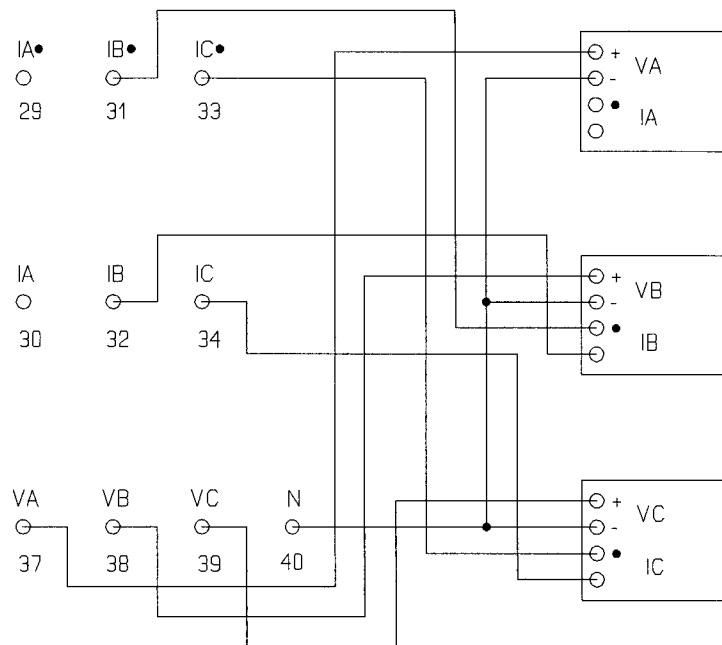 IA● IB● IC●
29 31 33
+ VA
-
● IA
IA IB IC
30 32 34
+ VB
-
● IB
VA VB VC N
37 38 39 40
+ VC
-
● IC